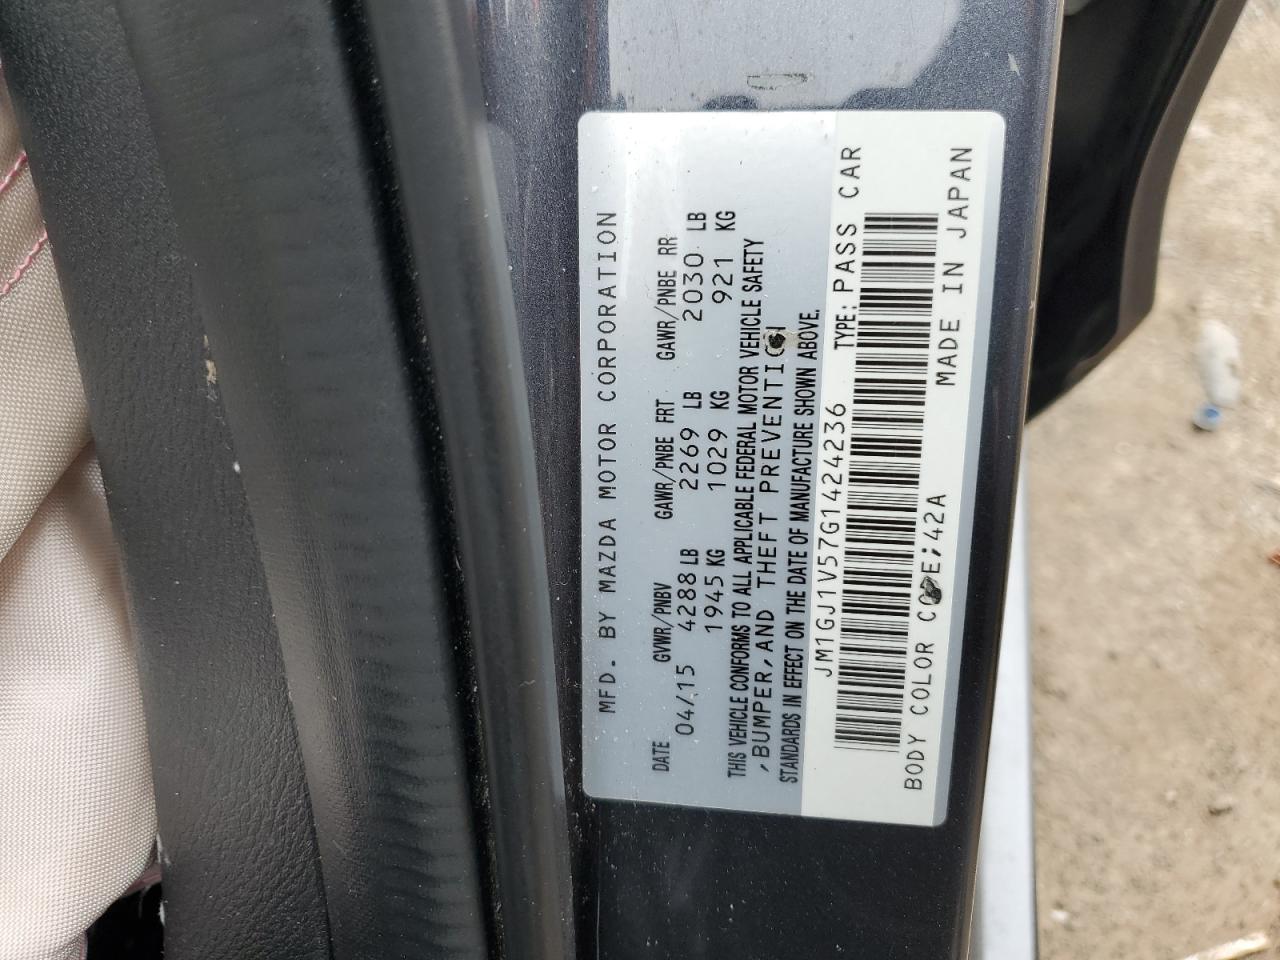 MFD. BY MAZDA MOTOR CORPORATION
DATE GVWR/PNBV GAWR/PNBE FRT GAWR/PNBE RR
04/15 4288 LB 2269 LB 2030 LB
1945 KG 1029 KG 921 KG
THIS VEHICLE CONFORMS TO ALL APPLICABLE FEDERAL MOTOR VEHICLE SAFETY
,BUMPER, AND THEFT PREVENTION
STANDARDS IN EFFECT ON THE DATE OF MANUFACTURE SHOWN ABOVE.
JM1GJ1V57G1424236 TYPE: PASS CAR
BODY COLOR CODE;42A MADE IN JAPAN